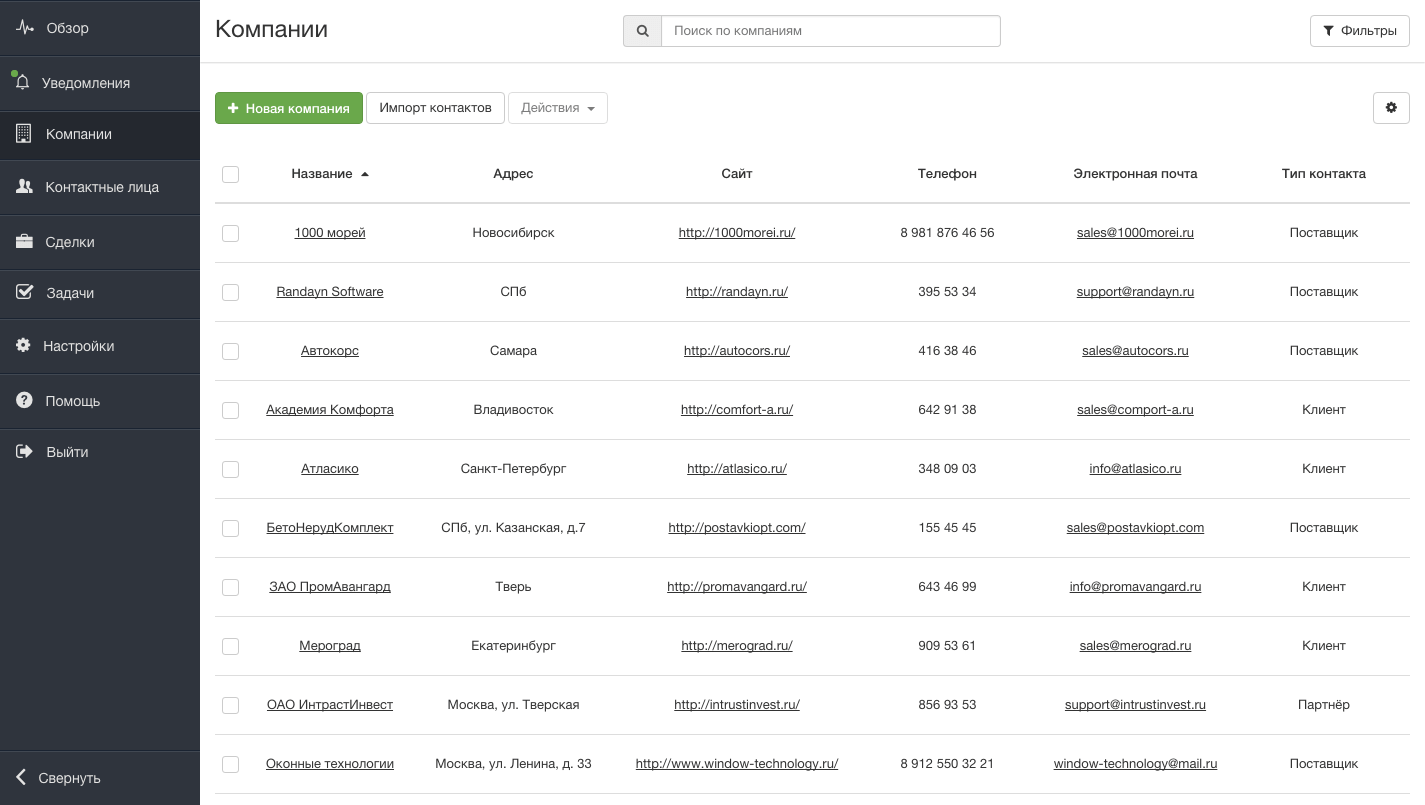 Обзор
Уведомления
Компании
Контактные лица
Сделки
Задачи
Настройки
Помощь
Выйти
Свернуть
Компании
Поиск по компаниям
Фильтры
Новая компания Импорт контактов Действия
Название Адрес Сайт Телефон Электронная почта Тип контакта
1000 морей Новосибирск http://1000morei.ru/ 8 981 876 46 56 sales@1000morei.ru Поставщик
Randayn Software СПб http://randayn.ru/ 395 53 34 support@randayn.ru Поставщик
Автокорс Самара http://autocors.ru/ 416 38 46 sales@autocors.ru Поставщик
Академия Комфорта Владивосток http://comfort-a.ru/ 642 91 38 sales@comport-a.ru Клиент
Атласико Санкт-Петербург http://atlasico.ru/ 348 09 03 info@atlasico.ru Клиент
БетоНерудКомплект СПб, ул. Казанская, д.7 http://postavkiopt.com/ 155 45 45 sales@postavkiopt.com Поставщик
ЗАО ПромАвангард Тверь http://promavangard.ru/ 643 46 99 info@promavangard.ru Клиент
Мероград Екатеринбург http://merograd.ru/ 909 53 61 sales@merograd.ru Клиент
ОАО ИнтрастИнвест Москва, ул. Тверская http://intrustinvest.ru/ 856 93 53 support@intrustinvest.ru Партнёр
Оконные технологии Москва, ул. Ленина, д. 33 http://www.window-technology.ru/ 8 912 550 32 21 window-technology@mail.ru Поставщик